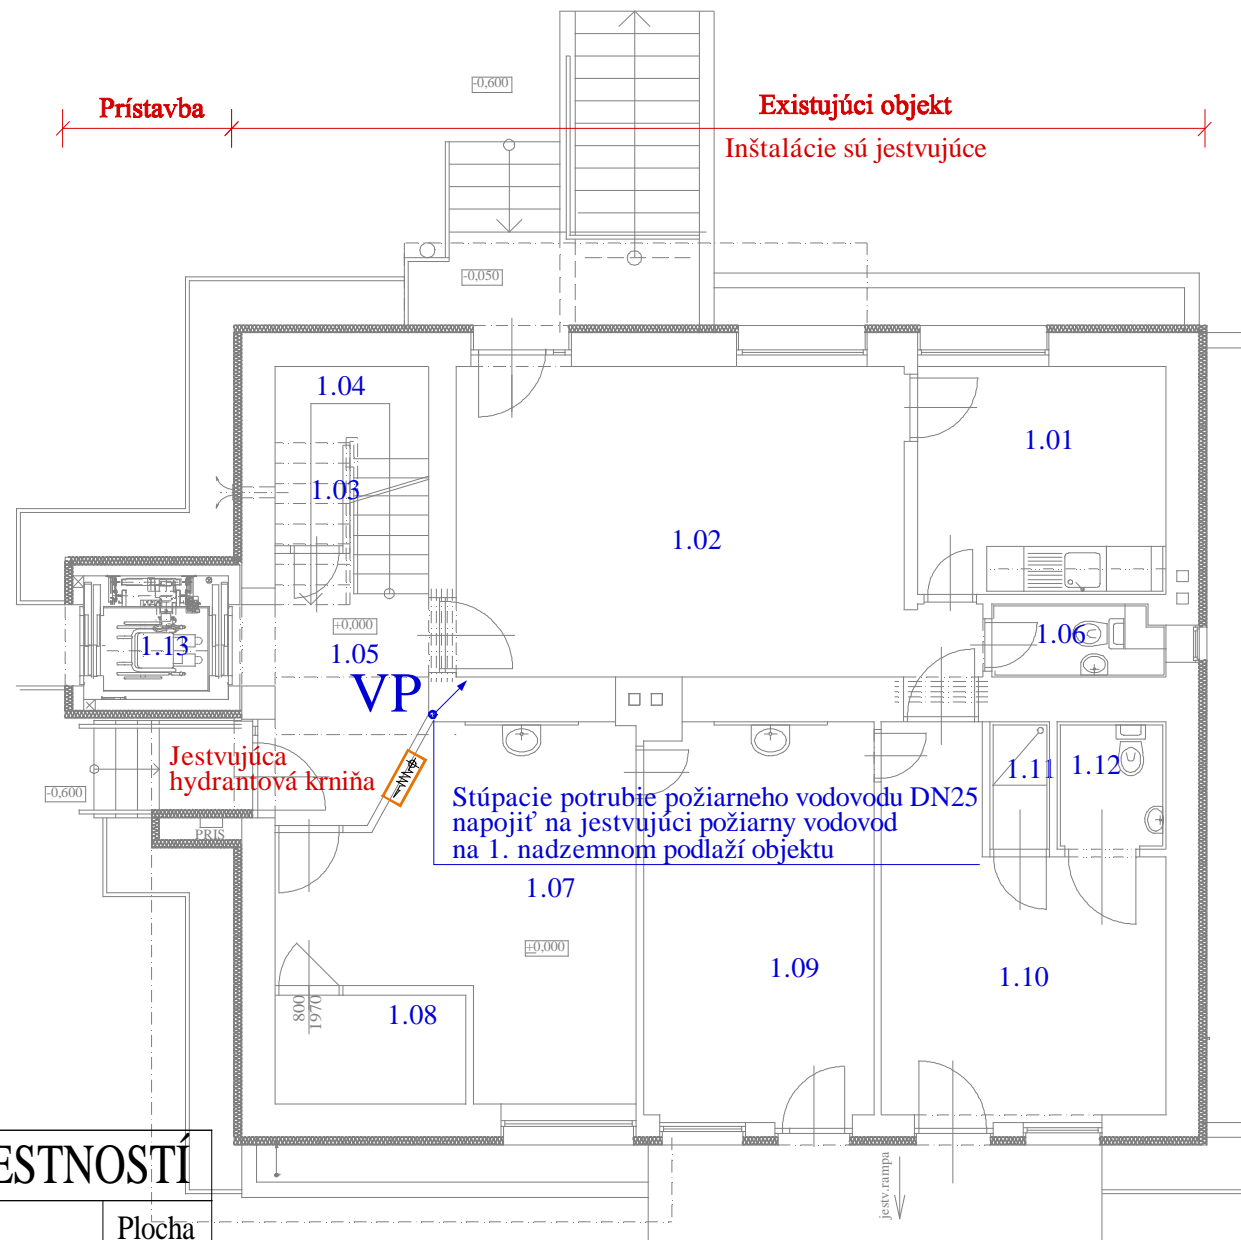 -0,600
Prístavba
Existujúci objekt
Inštalácie sú jestvujúce
-0,050
1.04
1.01
1.03
1.02
+0,000
1.13
1.05
1.06
VP
Jestvujúca
hydrantová krniňa
1.11
1.12
-0,600
Stúpacie potrubie požiarneho vodovodu DN25
napojiť na jestvujúci požiarny vodovod
na 1. nadzemnom podlaží objektu
PRIS
1.07
+0,000
1.09
1.10
800
1970
1.08
ESTNOSTÍ
jestv.rampa
Plocha